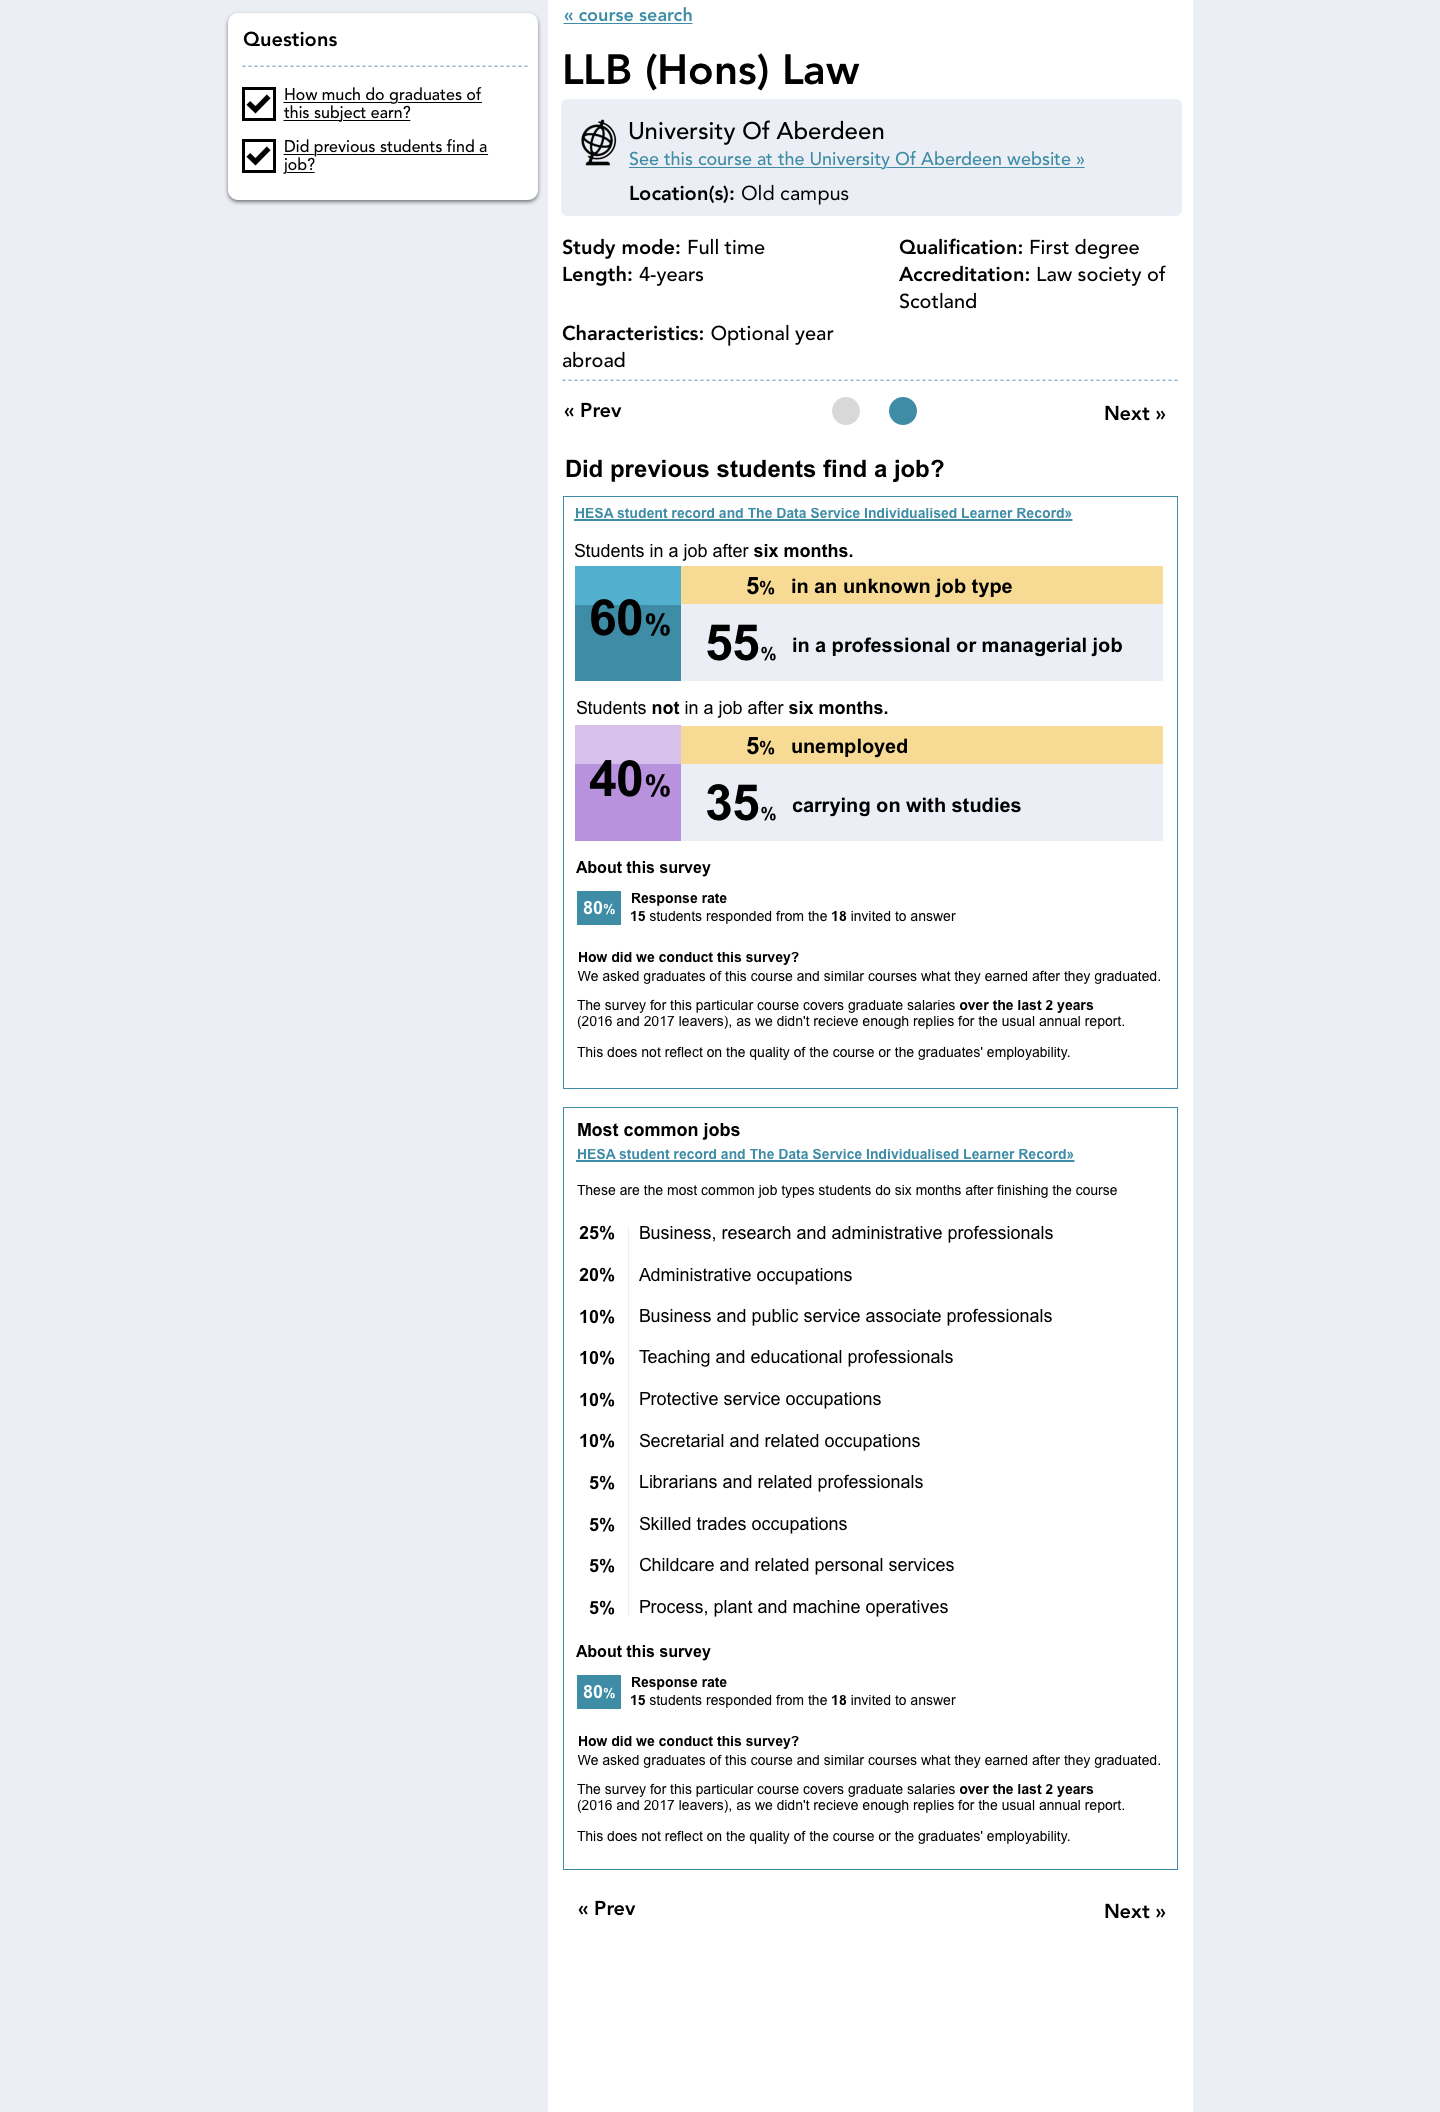 Questions
How much do graduates of
this subject earn?
Did previous students find a
job?
« course search
LLB (Hons) Law
University Of Aberdeen
See this course at the University Of Aberdeen website »
Location(s): Old campus
Study mode: Full time
Length: 4-years
Qualification: First degree
Accreditation: Law society of
Scotland
Characteristics: Optional year
abroad
« Prev
Next »
Did previous students find a job?
HESA student record and The Data Service Individualised Learner Record»
Students in a job after six months.
60%
5% in an unknown job type
55% in a professional or managerial job
Students not in a job after six months.
40%
5% unemployed
35% carrying on with studies
About this survey
80%
Response rate
15 students responded from the 18 invited to answer
How did we conduct this survey?
We asked graduates of this course and similar courses what they earned after they graduated.
The survey for this particular course covers graduate salaries over the last 2 years
(2016 and 2017 leavers), as we didn't recieve enough replies for the usual annual report.
This does not reflect on the quality of the course or the graduates' employability.
Most common jobs
HESA student record and The Data Service Individualised Learner Record»
These are the most common job types students do six months after finishing the course
25% Business, research and administrative professionals
20% Administrative occupations
10% Business and public service associate professionals
10% Teaching and educational professionals
10% Protective service occupations
10% Secretarial and related occupations
5% Librarians and related professionals
5% Skilled trades occupations
5% Childcare and related personal services
5% Process, plant and machine operatives
About this survey
80%
Response rate
15 students responded from the 18 invited to answer
How did we conduct this survey?
We asked graduates of this course and similar courses what they earned after they graduated.
The survey for this particular course covers graduate salaries over the last 2 years
(2016 and 2017 leavers), as we didn't recieve enough replies for the usual annual report.
This does not reflect on the quality of the course or the graduates' employability.
« Prev
Next »